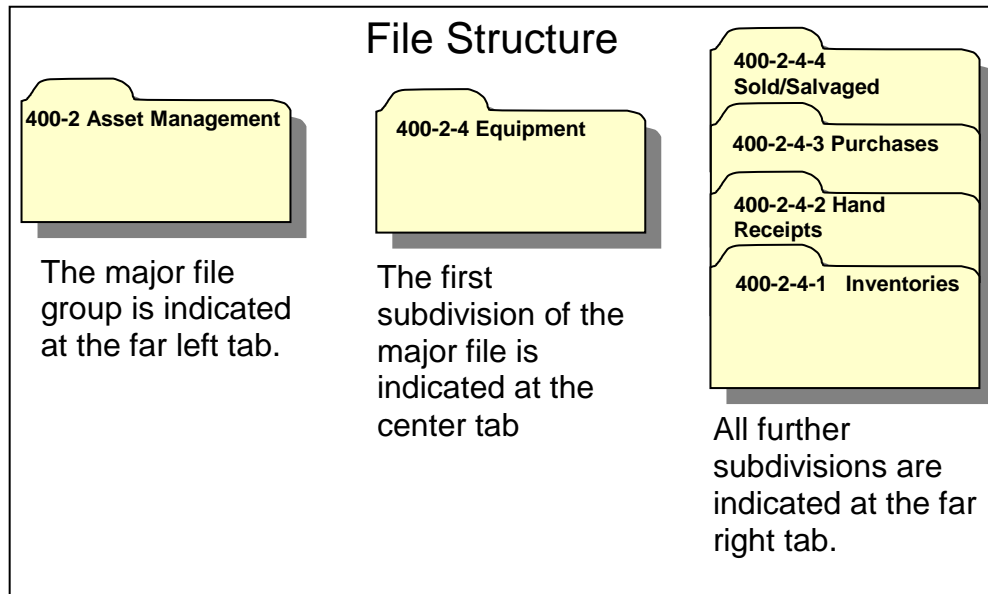 File Structure
400-2 Asset Management
The major file
group is indicated
at the far left tab.
400-2-4 Equipment
The first
subdivision of the
major file is
indicated at the
center tab
400-2-4-4
Sold/Salvaged
400-2-4-3 Purchases
400-2-4-2 Hand
Receipts
400-2-4-1 Inventories
All further
subdivisions are
indicated at the far
right tab.